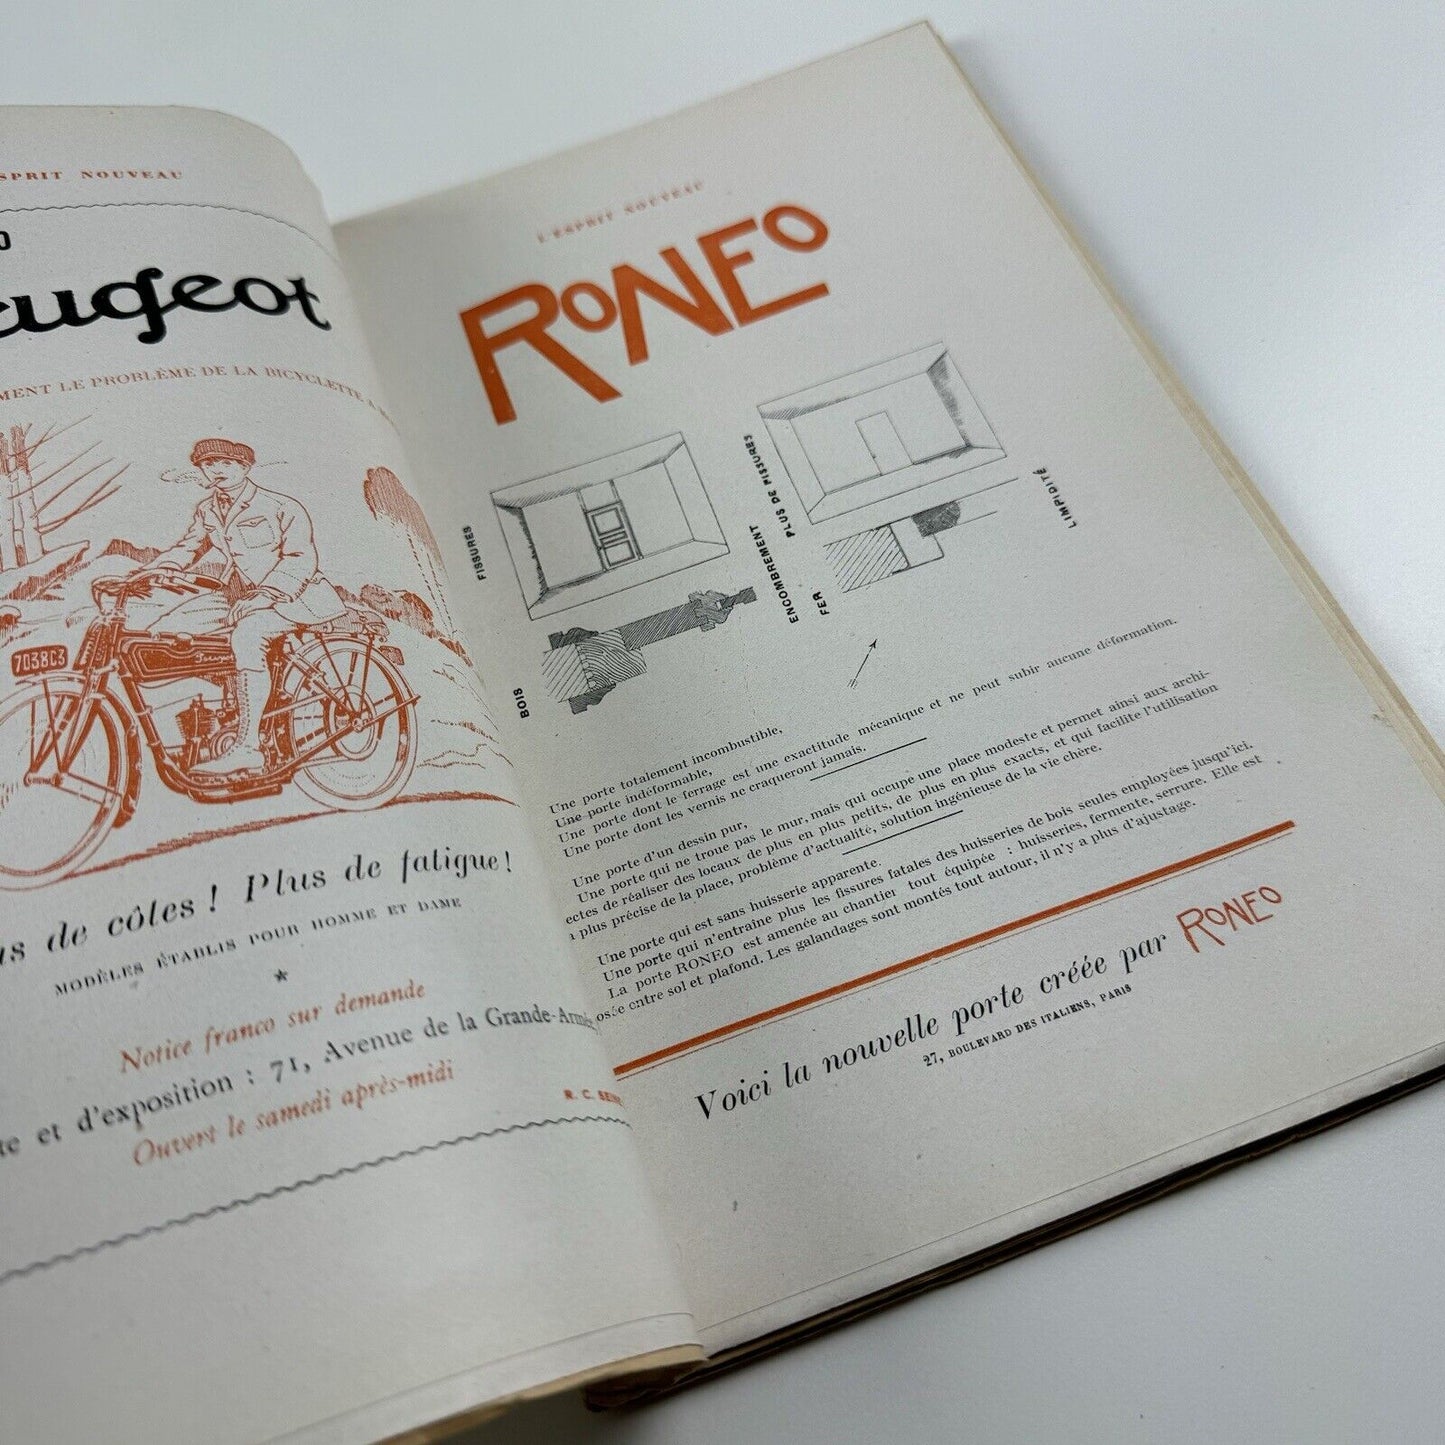 ESPRIT NOUVEAU
Peugeot
LE PROBLÈME DE LA BICYCLETTE A
7038C3
Peugeot
de côtes ! Plus de fatigue !
MODÈLES ÉTABLIS POUR HOMME ET DAME
*
Notice franco sur demande
et d'exposition : 71, Avenue de la Grande-Armée,
Ouvert le samedi après-midi
R. C. SEINE
L'ESPRIT NOUVEAU
RONEO
FISSURES
BOIS
ENCOMBREMENT
PLUS DE FISSURES
FER
LIMPIDITÉ
Une porte totalement incombustible,
Une porte indéformable,
Une porte dont le ferrage est une exactitude mécanique et ne peut subir aucune déformation.
Une porte dont les vernis ne craqueront jamais.
Une porte d'un dessin pur,
Une porte qui ne troue pas le mur, mais qui occupe une place modeste et permet ainsi aux archi-
ectes de réaliser des locaux de plus en plus petits, de plus en plus exacts, et qui facilite l'utilisation
a plus précise de la place, problème d'actualité, solution ingénieuse de la vie chère.
Une porte qui est sans huisserie apparente.
Une porte qui n'entraîne plus les fissures fatales des huisseries de bois seules employées jusqu'ici.
La porte RONEO est amenée au chantier tout équipée : huisseries, fermente, serrure. Elle est
osée entre sol et plafond. Les galandages sont montés tout autour, il n'y a plus d'ajustage.
Voici la nouvelle porte créée par RONEO
27, BOULEVARD DES ITALIENS, PARIS